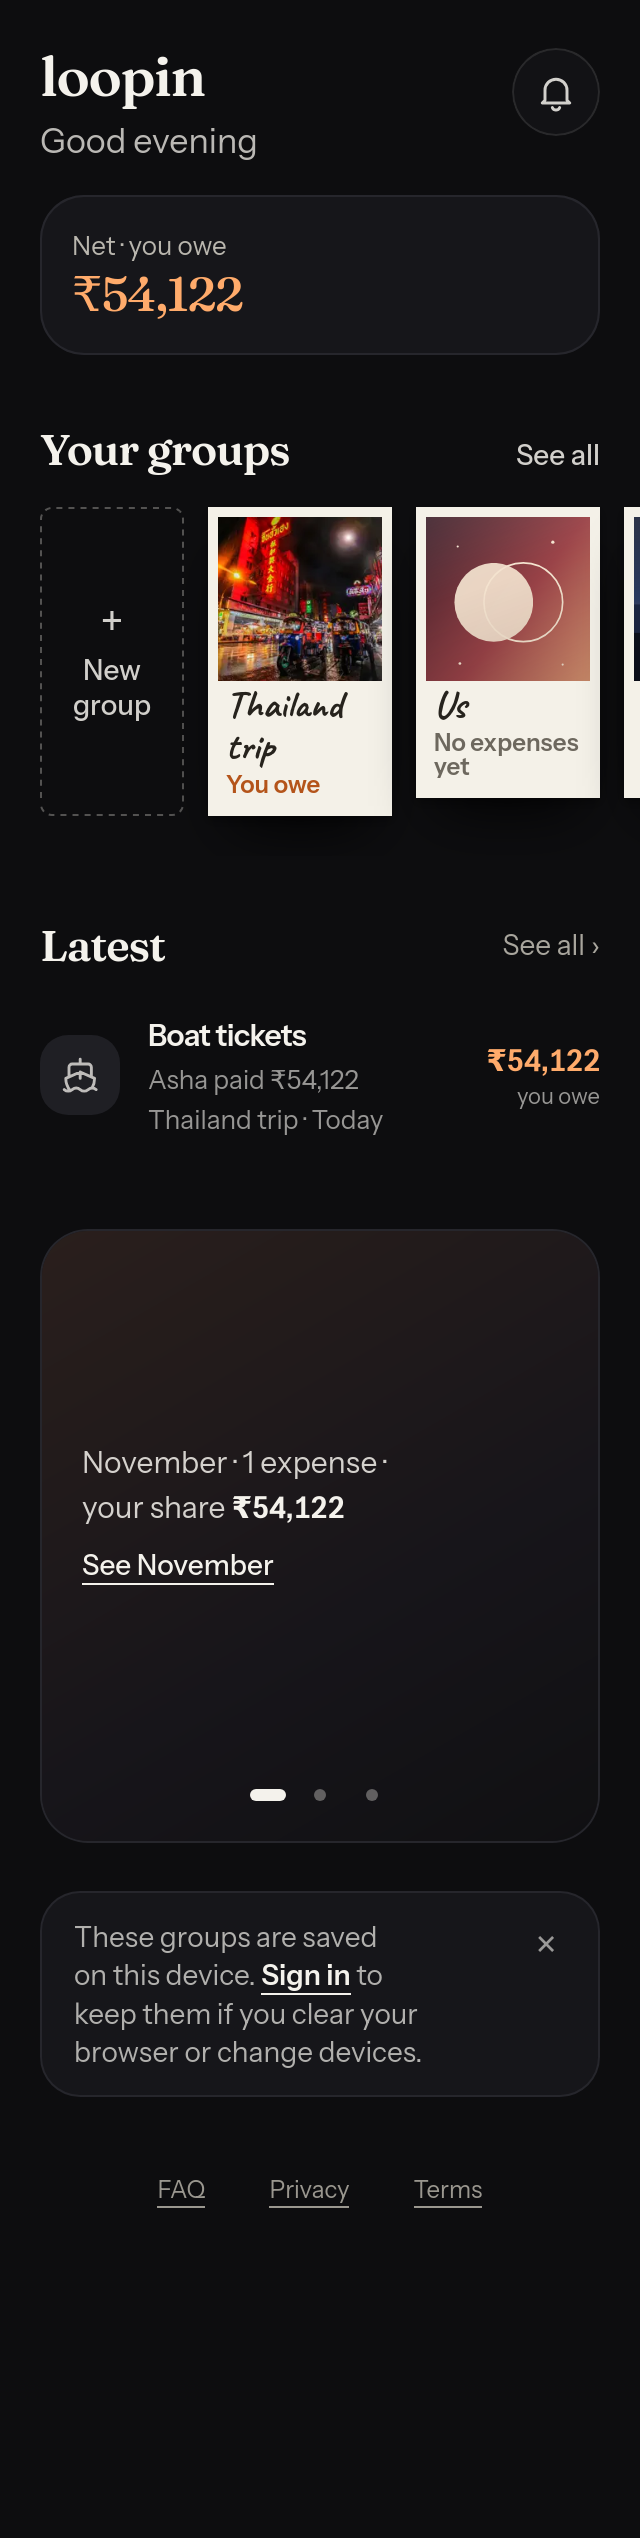 loopin
Good evening
Net · you owe
₹54,122
Your groups
See all
+
New
group
Thailand
trip
You owe
Us
No expenses
yet
Latest
See all ›
Boat tickets
Asha paid ₹54,122
Thailand trip · Today
₹54,122
you owe
November · 1 expense ·
your share ₹54,122
See November
These groups are saved
on this device. Sign in to
keep them if you clear your
browser or change devices.
×
FAQ
Privacy
Terms